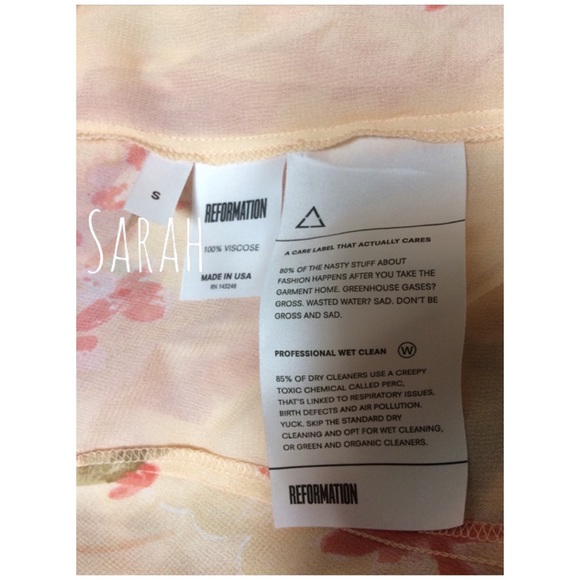 SARAH
S
REFORMATION
100% VISCOSE
MADE IN USA
RN 143246
A CARE LABEL THAT ACTUALLY CARES
80% OF THE NASTY STUFF ABOUT
FASHION HAPPENS AFTER YOU TAKE THE
GARMENT HOME. GREENHOUSE GASES?
GROSS. WASTED WATER? SAD. DON'T BE
GROSS AND SAD.
PROFESSIONAL WET CLEAN W
85% OF DRY CLEANERS USE A CREEPY
TOXIC CHEMICAL CALLED PERC,
THAT'S LINKED TO RESPIRATORY ISSUES,
BIRTH DEFECTS AND AIR POLLUTION.
YUCK. SKIP THE STANDARD DRY
CLEANING AND OPT FOR WET CLEANING,
OR GREEN AND ORGANIC CLEANERS.
REFORMATION